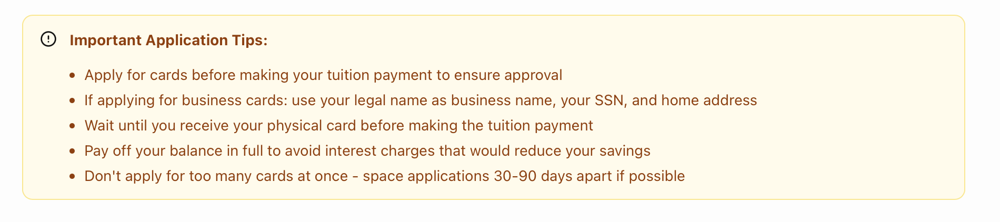 Important Application Tips:
• Apply for cards before making your tuition payment to ensure approval
• If applying for business cards: use your legal name as business name, your SSN, and home address
• Wait until you receive your physical card before making the tuition payment
• Pay off your balance in full to avoid interest charges that would reduce your savings
• Don't apply for too many cards at once - space applications 30-90 days apart if possible